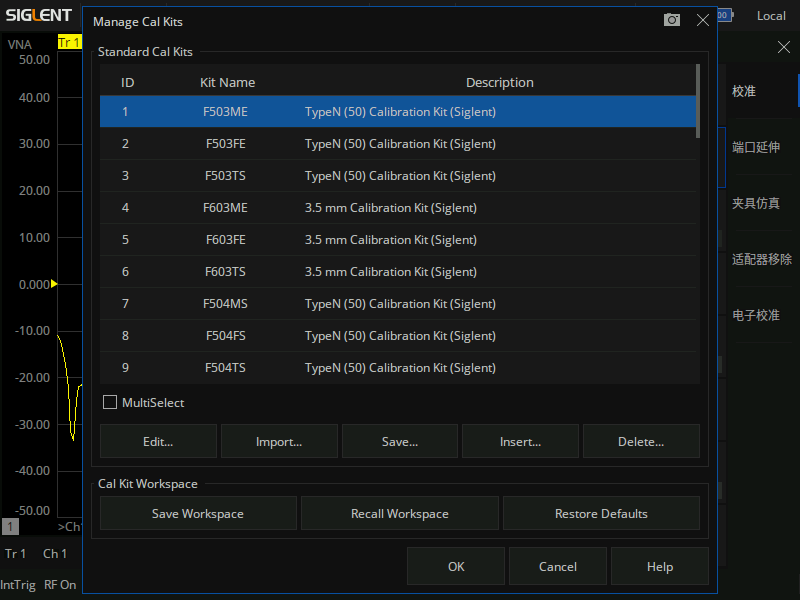 SIGLENT
Manage Cal Kits
00
Local
VNA
Tr 1
50.00
40.00
30.00
20.00
10.00
0.000
-10.00
-20.00
-30.00
-40.00
-50.00
1
>Ch
Tr 1 Ch 1
IntTrig RF On
Standard Cal Kits
ID Kit Name Description
1 F503ME TypeN (50) Calibration Kit (Siglent)
2 F503FE TypeN (50) Calibration Kit (Siglent)
3 F503TS TypeN (50) Calibration Kit (Siglent)
4 F603ME 3.5 mm Calibration Kit (Siglent)
5 F603FE 3.5 mm Calibration Kit (Siglent)
6 F603TS 3.5 mm Calibration Kit (Siglent)
7 F504MS TypeN (50) Calibration Kit (Siglent)
8 F504FS TypeN (50) Calibration Kit (Siglent)
9 F504TS TypeN (50) Calibration Kit (Siglent)
MultiSelect
Edit... Import... Save... Insert... Delete...
Cal Kit Workspace
Save Workspace Recall Workspace Restore Defaults
OK Cancel Help
校准
端口延伸
夹具仿真
适配器移除
电子校准